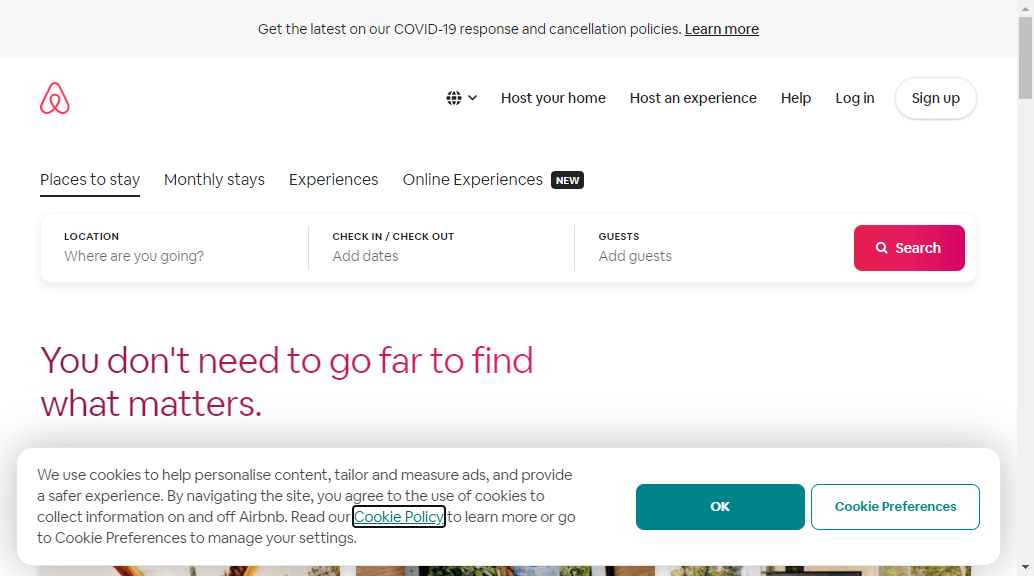 Get the latest on our COVID-19 response and cancellation policies. Learn more
Host your home
Host an experience
Help
Log in
Sign up
Places to stay
Monthly stays
Experiences
Online Experiences
NEW
LOCATION
Where are you going?
CHECK IN / CHECK OUT
Add dates
GUESTS
Add guests
Search
You don't need to go far to find
what matters.
We use cookies to help personalise content, tailor and measure ads, and provide
a safer experience. By navigating the site, you agree to the use of cookies to
collect information on and off Airbnb. Read our Cookie Policy to learn more or go
to Cookie Preferences to manage your settings.
OK
Cookie Preferences